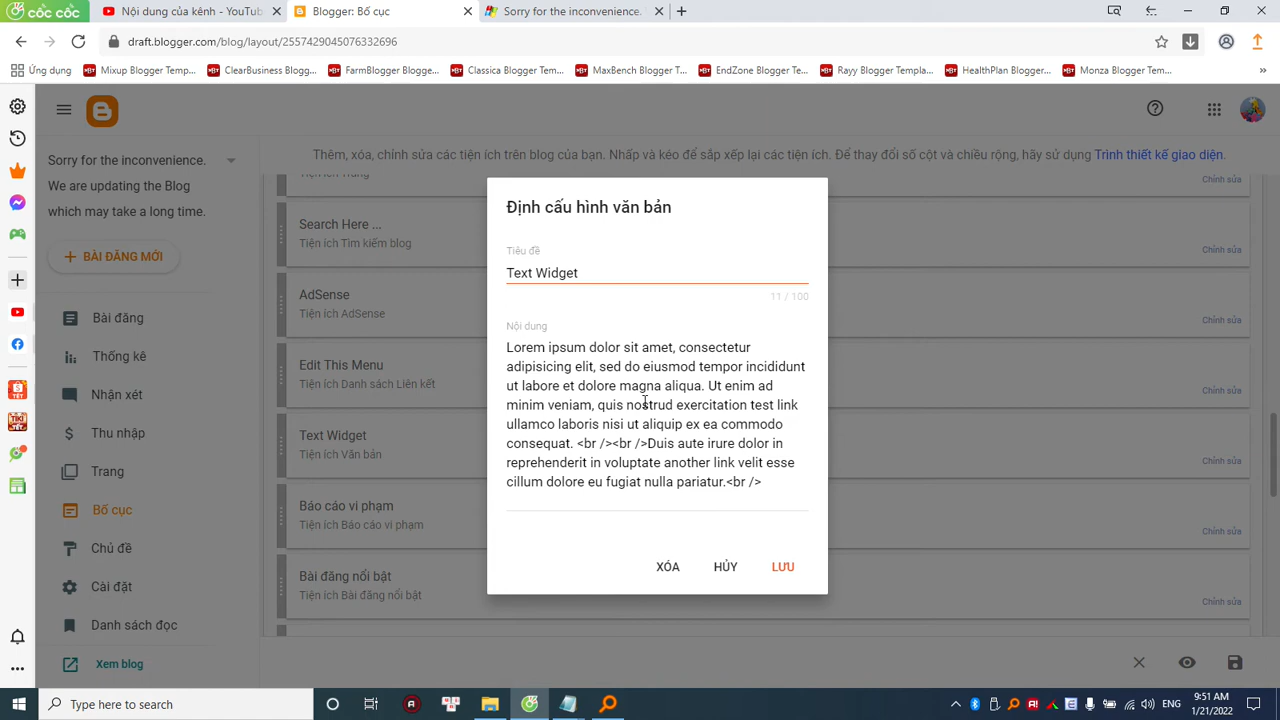 cốc cốc
Nội dung của kênh - YouTub
Blogger: Bố cục
Sorry for the inconvenience.
draft.blogger.com/blog/layout/2557429045076332696
Ứng dụng
Mixup Blogger Temp...
ClearBusiness Blogg...
FarmBlogger Blogge...
Classica Blogger Tem...
MaxBench Blogger T...
EndZone Blogger Te...
Rayy Blogger Templa...
HealthPlan Blogger...
Monza Blogger Tem...
Sorry for the inconvenience.
We are updating the Blog
which may take a long time.
BÀI ĐĂNG MỚI
Bài đăng
Thống kê
Nhận xét
Thu nhập
Trang
Bố cục
Chủ đề
Cài đặt
Danh sách đọc
Xem blog
Thêm, xóa, chỉnh sửa các tiện ích trên blog của bạn. Nhấp và kéo để sắp xếp lại các tiện ích. Để thay đổi số cột và chiều rộng, hãy sử dụng Trình thiết kế giao diện.
Tiện ích Trang
Chỉnh sửa
Search Here ...
Tiện ích Tìm kiếm blog
Chỉnh sửa
AdSense
Tiện ích AdSense
Chỉnh sửa
Edit This Menu
Tiện ích Danh sách Liên kết
Chỉnh sửa
Text Widget
Tiện ích Văn bản
Chỉnh sửa
Báo cáo vi phạm
Tiện ích Báo cáo vi phạm
Chỉnh sửa
Bài đăng nổi bật
Tiện ích Bài đăng nổi bật
Chỉnh sửa
Định cấu hình văn bản
Tiêu đề
Text Widget
11 / 100
Nội dung
Lorem ipsum dolor sit amet, consectetur
adipisicing elit, sed do eiusmod tempor incididunt
ut labore et dolore magna aliqua. Ut enim ad
minim veniam, quis nostrud exercitation test link
ullamco laboris nisi ut aliquip ex ea commodo
consequat. <br /><br />Duis aute irure dolor in
reprehenderit in voluptate another link velit esse
cillum dolore eu fugiat nulla pariatur.<br />
XÓA
HỦY
LƯU
Type here to search
ENG
9:51 AM
1/21/2022